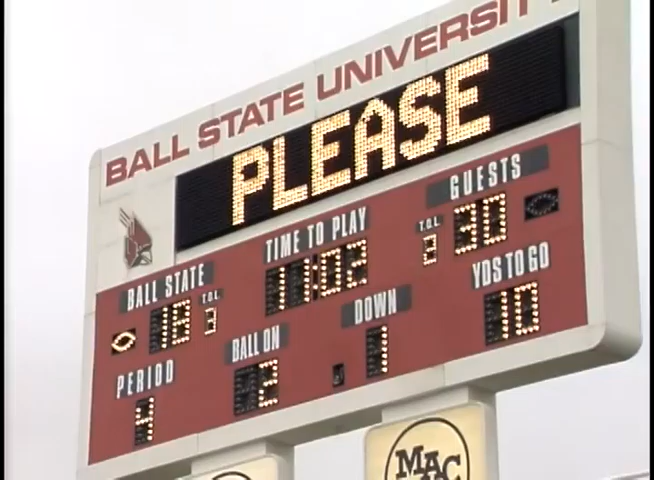 BALL STATE UNIVERSITY
PLEASE
GUESTS
TIME TO PLAY
T.O.L.
30
BALL STATE
T.O.L.
11:02
3
YDS TO GO
18
3
DOWN
10
BALL ON
1
PERIOD
2
4
MAC